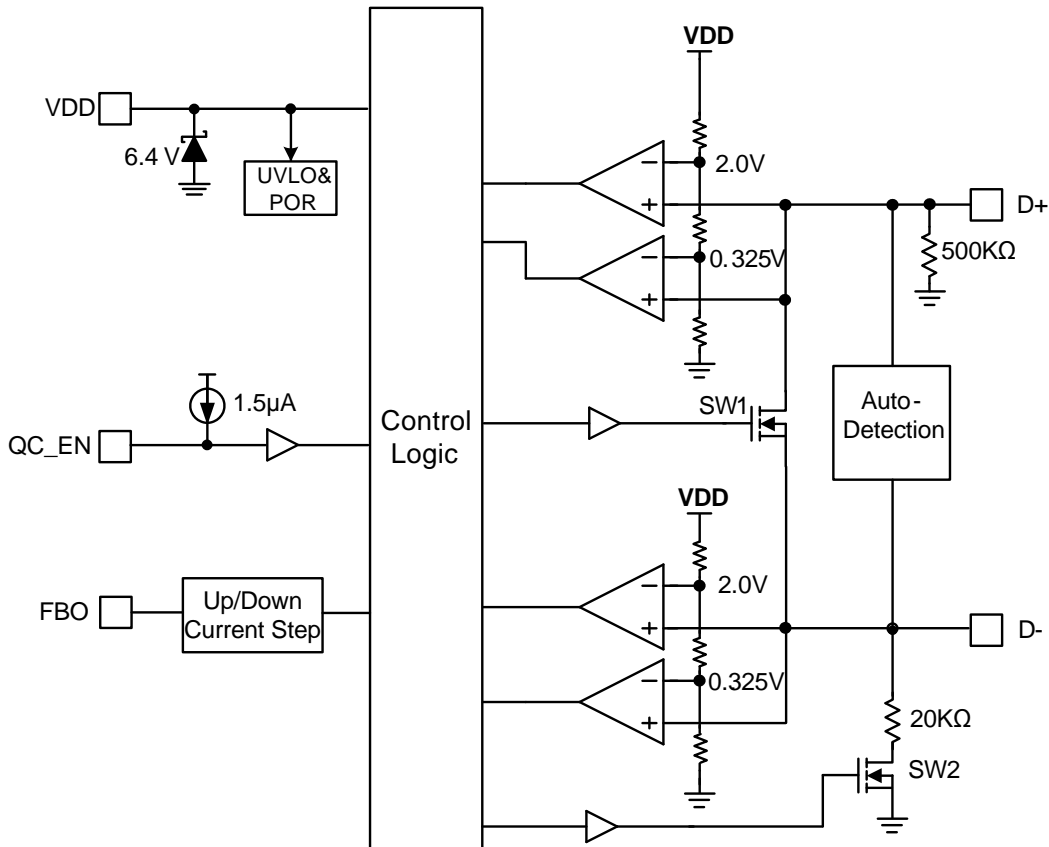 VDD
VDD
6.4 V
UVLO&
POR
2.0V
D+
0.325V
500KΩ
+
−
+
−
1.5µA
Control
Logic
SW1
Auto-
Detection
QC_EN
VDD
FBO
Up/Down
Current Step
2.0V
−
+
D-
0.325V
−
+
20KΩ
SW2